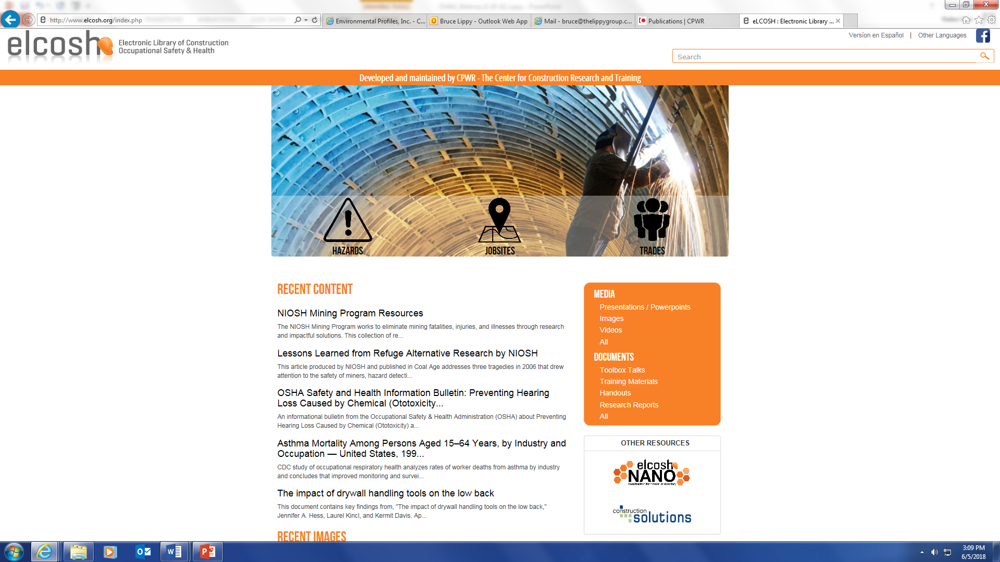 http://www.elcosh.org/index.php
Environmental Profiles, Inc. - C...
Bruce Lippy - Outlook Web App
Mail - bruce@thelippygroup.c...
Publications | CPWR
eLCOSH : Electronic Library ...
elcosh
Electronic Library of Construction
Occupational Safety & Health
Versíon en Español | Other Languages
Search
Developed and maintained by CPWR - The Center for Construction Research and Training
HAZARDS
JOBSITES
TRADES
RECENT CONTENT
NIOSH Mining Program Resources
The NIOSH Mining Program works to eliminate mining fatalities, injuries, and illnesses through research
and impactful solutions. This collection of re...
Lessons Learned from Refuge Alternative Research by NIOSH
This article produced by NIOSH and published in Coal Age addresses three tragedies in 2006 that drew
attention to the safety of miners, hazard detecti...
OSHA Safety and Health Information Bulletin: Preventing Hearing
Loss Caused by Chemical (Ototoxicity...
An informational bulletin from the Occupational Safety & Health Administration (OSHA) about Preventing
Hearing Loss Caused by Chemical (Ototoxicity) a...
Asthma Mortality Among Persons Aged 15–64 Years, by Industry and
Occupation — United States, 199...
CDC study of occupational respiratory health analyzes rates of worker deaths from asthma by industry
and concludes that improved monitoring and survei...
The impact of drywall handling tools on the low back
This document contains key findings from, "The impact of drywall handling tools on the low back,"
Jennifer A. Hess, Laurel Kincl, and Kermit Davis. Ap...
RECENT IMAGES
MEDIA
Presentations / Powerpoints
Images
Videos
All
DOCUMENTS
Toolbox Talks
Training Materials
Handouts
Research Reports
All
OTHER RESOURCES
elcosh
NANO
Construction Nanomaterial Inventory
construction
solutions
3:09 PM
6/5/2018